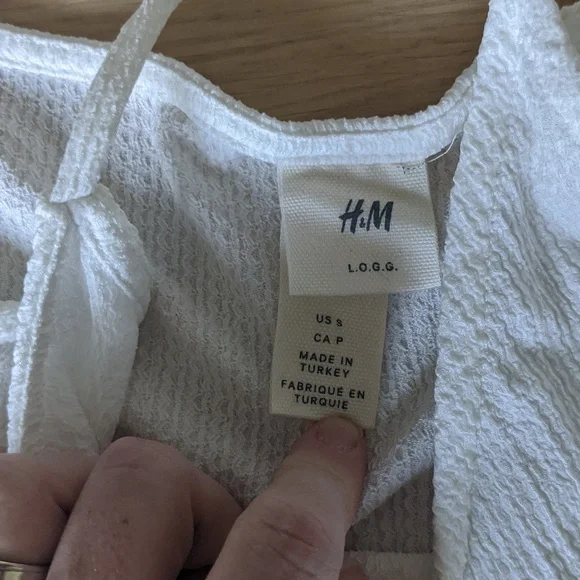 H&M
L.O.G.G.
US S
CA P
MADE IN
TURKEY
FABRIQUÉ EN
TURQUIE